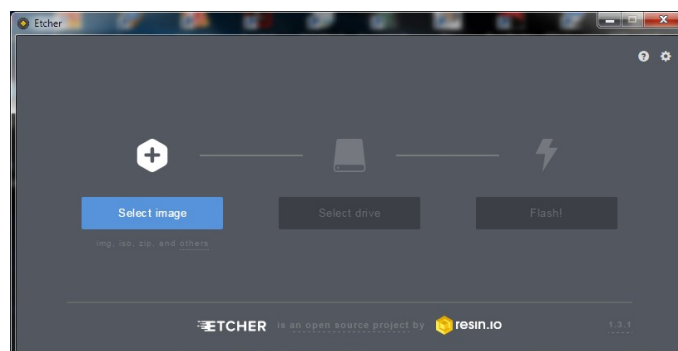 Etcher
Select image
Select drive
Flash!
img, iso, zip, and others
ETCHER is an open source project by resin.io
1.3.1